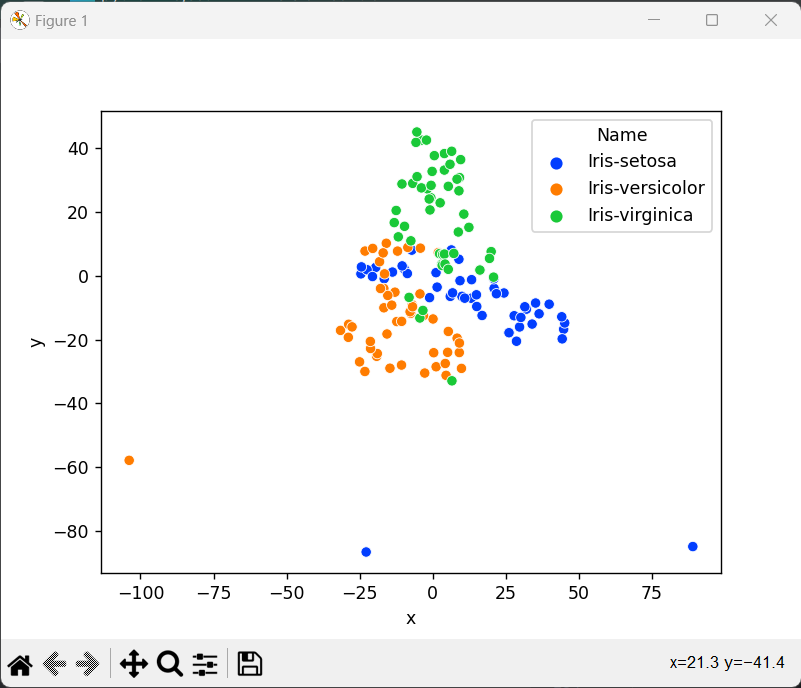 Figure 1
Name
Iris-setosa
Iris-versicolor
Iris-virginica
40
20
0
−20
−40
−60
−80
y
−100 −75 −50 −25 0 25 50 75
x
x=21.3 y=−41.4